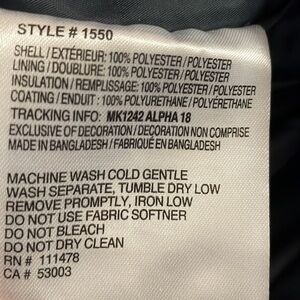 STYLE # 1550
SHELL / EXTÉRIEUR: 100% POLYESTER / POLYESTER
LINING / DOUBLURE: 100% POLYESTER / POLYESTER
INSULATION / REMPLISSAGE: 100% POLYESTER / POLYESTER
COATING / ENDUIT : 100% POLYURETHANE / POLYERETHANE
TRACKING INFO: MK1242 ALPHA 18
EXCLUSIVE OF DECORATION / DECORATION NON COMPRISE
MADE IN BANGLADESH / FABRIQUÉ EN BANGLADESH
MACHINE WASH COLD GENTLE
WASH SEPARATE, TUMBLE DRY LOW
REMOVE PROMPTLY, IRON LOW
DO NOT USE FABRIC SOFTNER
DO NOT BLEACH
DO NOT DRY CLEAN
RN # 111478
CA# 53003